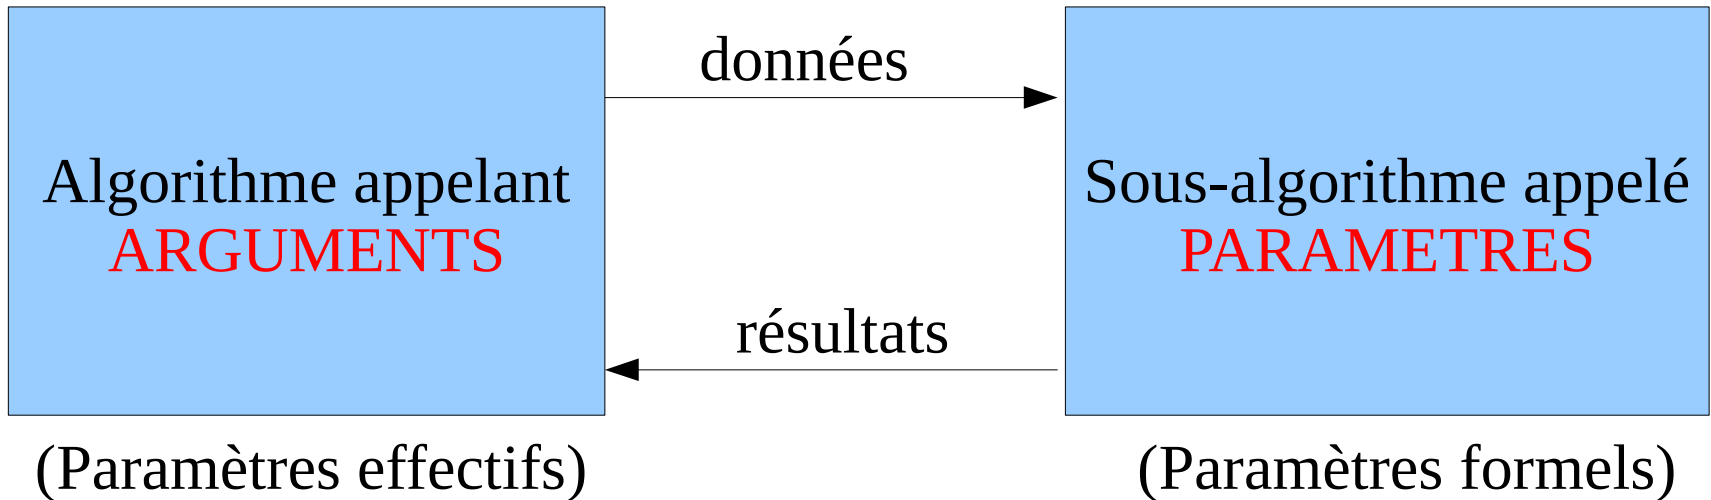 données
Algorithme appelant
ARGUMENTS
Sous-algorithme appelé
PARAMETRES
résultats
(Paramètres effectifs)
(Paramètres formels)